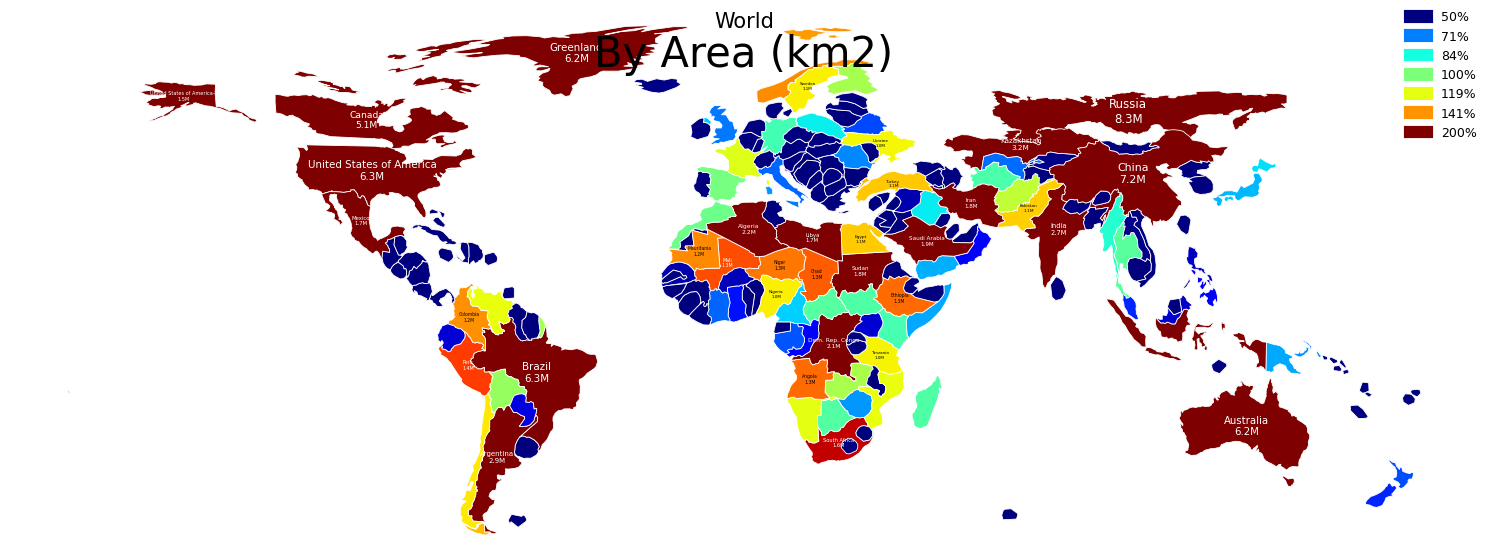 World
By Area (km2)
50%
71%
84%
100%
119%
141%
200%
Greenland
6.2M
United States of America
1.5M
Canada
5.1M
United States of America
6.3M
Mexico
1.7M
Russia
8.3M
Kazakhstan
3.2M
China
7.2M
Sweden
Ukraine
1.0M
Turkey
1.1M
Iran
1.8M
Pakistan
1.1M
India
2.7M
Algeria
2.2M
Libya
1.7M
Egypt
1.1M
Saudi Arabia
1.9M
Mauritania
1.2M
Mali
1.3M
Niger
1.3M
Chad
1.3M
Sudan
1.8M
Nigeria
1.0M
Ethiopia
1.3M
Colombia
1.2M
Peru
1.4M
Brazil
6.3M
Dem. Rep. Congo
2.1M
Tanzania
1.0M
Angola
1.3M
South Africa
1.6M
Argentina
2.9M
Australia
6.2M